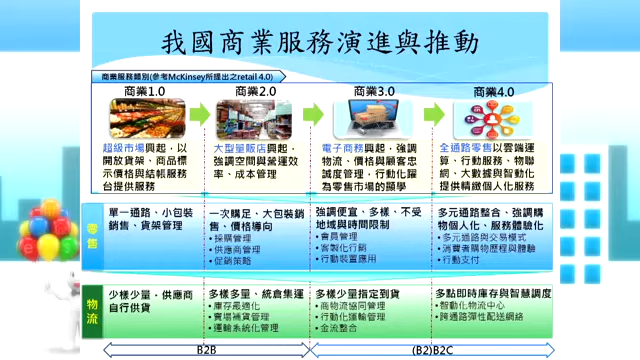 我國商業服務演進與推動
商業服務類別(參考McKinsey所提出之retail 4.0)
商業1.0
商業2.0
商業3.0
商業4.0
超級市場興起，以
開放貨架、商品標
示價格與結帳服務
台提供服務
大型量販店興起，
強調空間與營運效
率、成本管理
電子商務興起，強調
物流、價格與顧客忠
誠度管理，行動化躍
為零售市場的顯學
全通路零售以雲端運
算、行動服務、物聯
網、大數據與智動化
提供精緻個人化服務
零售
單一通路、小包裝
銷售、貨架管理
一次購足、大包裝銷
售、價格導向
•採購管理
•供應商管理
•促銷策略
強調便宜、多樣、不受
地域與時間限制
•會員管理
•客製化行銷
•行動裝置應用
多元通路整合、強調購
物個人化、服務體驗化
•多元通路與交易模式
•消費者購物歷程與體驗
•行動支付
物流
少樣少量，供應商
自行供貨
多樣多量、統倉集運
•庫存最適化
•賣場補貨管理
•運輸系統化管理
多樣少量指定到貨
•商物流協同管理
•行動化運輸管理
•金流整合
多點即時庫存與智慧調度
•智動化物流中心
•跨通路彈性配送網絡
B2B
(B2)B2C